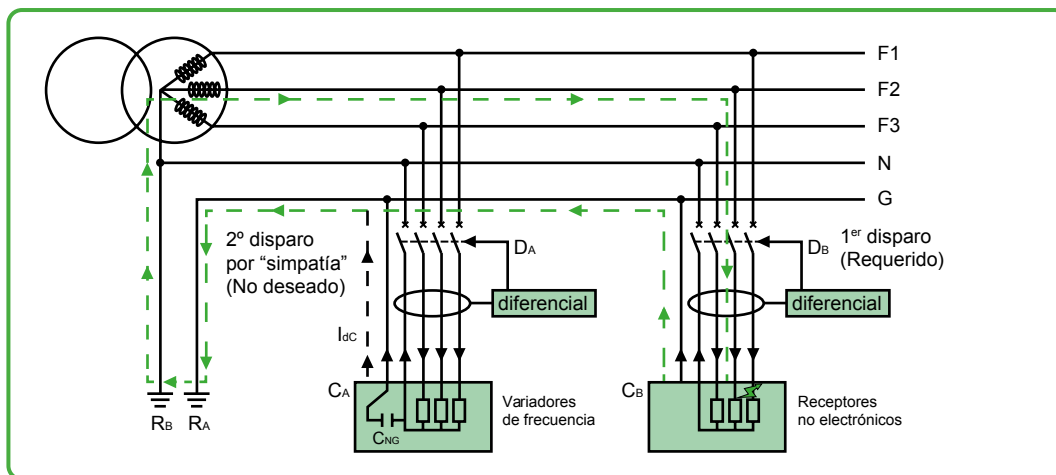 F1
F2
F3
N
G
2º disparo
por “simpatía”
(No deseado)
DA
DB
1er disparo
(Requerido)
diferencial
diferencial
IdC
CA
CB
CNG
Variadores
de frecuencia
Receptores
no electrónicos
RB
RA